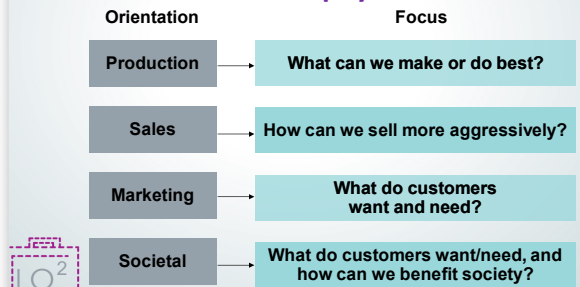 Orientation Focus
Production What can we make or do best?
Sales How can we sell more aggressively?
Marketing What do customers
want and need?
Societal What do customers want/need, and
how can we benefit society?
LO2